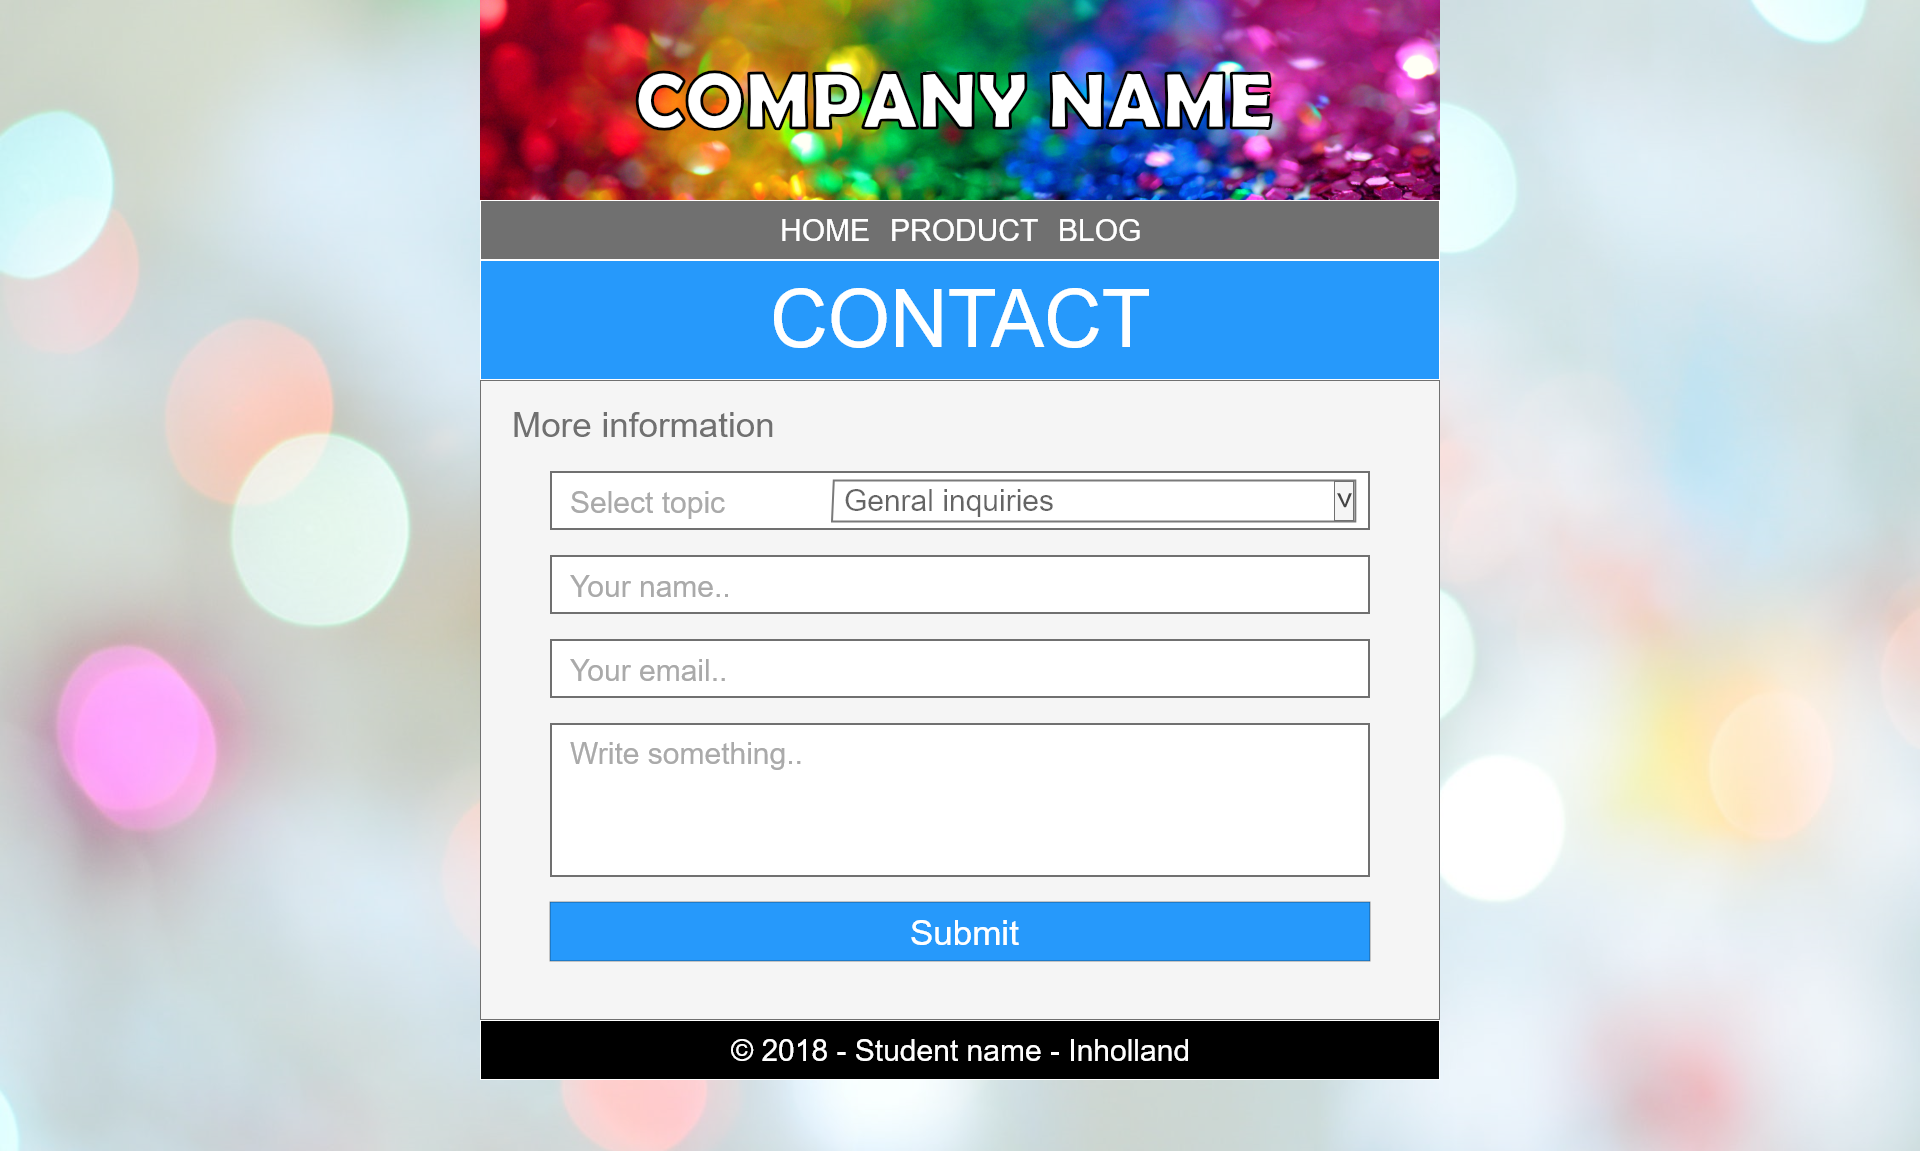 COMPANY NAME
HOME PRODUCT BLOG
CONTACT
More information
Select topic Genral inquiries V
Your name..
Your email..
Write something..
Submit
© 2018 - Student name - Inholland